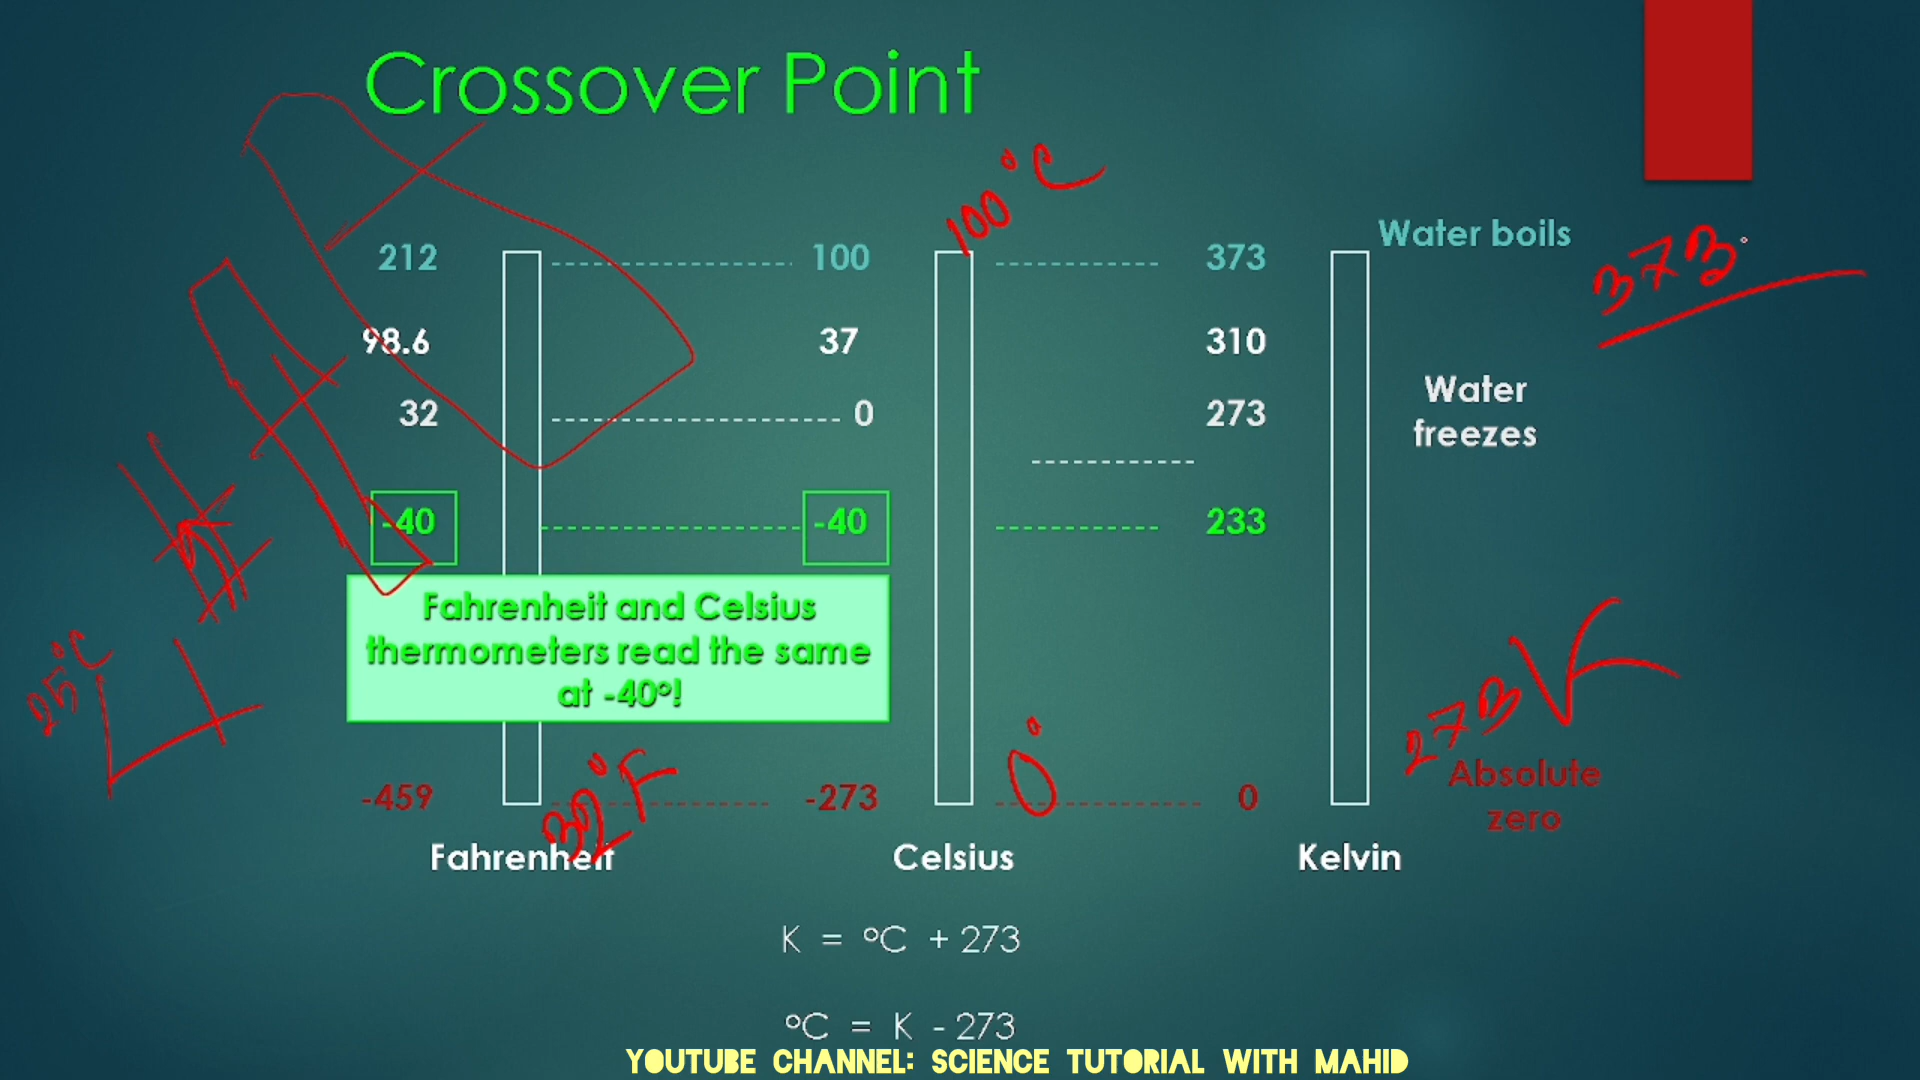 Crossover Point
100°C
Water boils
212 100 373
373
98.6 37 310
Water
freezes
32 0 273
-40 -40 233
Fahrenheit and Celsius
thermometers read the same
at -40°!
25°C
273K
0°
32°F
Absolute
zero
-459 -273 0
Fahrenheit Celsius Kelvin
K = °C + 273
°C = K - 273
YOUTUBE CHANNEL: SCIENCE TUTORIAL WITH MAHID